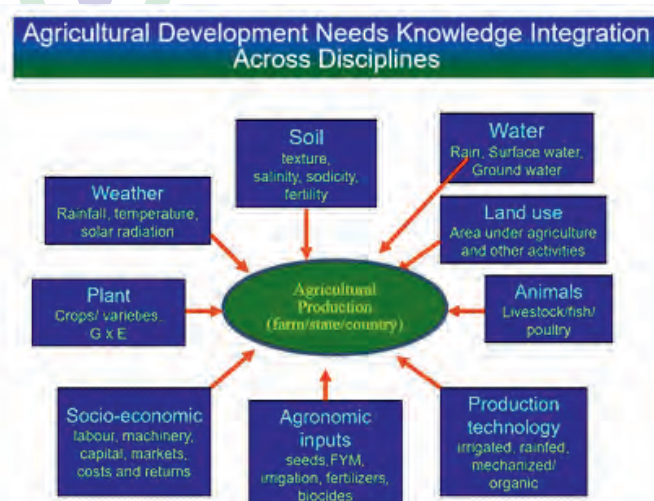 Agricultural Development Needs Knowledge Integration
Across Disciplines
Soil
texture,
salinity, sodicity,
fertility
Water
Rain, Surface water,
Ground water
Weather
Rainfall, temperature,
solar radiation
Land use
Area under agriculture
and other activities
Plant
Crops/ varieties,
G x E
Agricultural
Production
(farm/state/country)
Animals
Livestock/fish/
poultry
Socio-economic
labour, machinery,
capital, markets,
costs and returns
Agronomic
inputs
seeds,FYM,
irrigation, fertilizers,
biocides
Production
technology
irrigated, rainfed,
mechanized/
organic